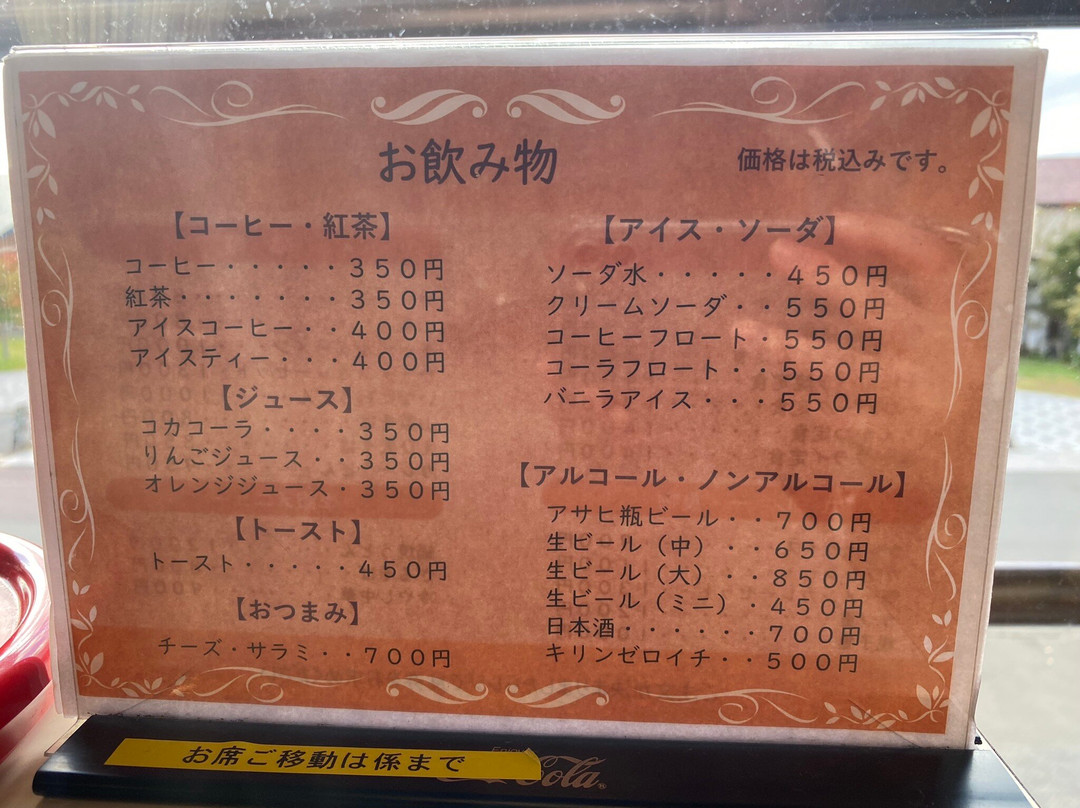 お飲み物
価格は税込みです。
【コーヒー・紅茶】
コーヒー・・・・・350円
紅茶・・・・・・・350円
アイスコーヒー・・400円
アイスティー・・・400円
【ジュース】
コカコーラ・・・・350円
りんごジュース・・350円
オレンジジュース・350円
【トースト】
トースト・・・・・450円
【おつまみ】
チーズ・サラミ・・700円
【アイス・ソーダ】
ソーダ水・・・・・450円
クリームソーダ・・550円
コーヒーフロート・550円
コーラフロート・・550円
バニラアイス・・・550円
【アルコール・ノンアルコール】
アサヒ瓶ビール・・700円
生ビール（中）・・650円
生ビール（大）・・850円
生ビール（ミニ）・450円
日本酒・・・・・・700円
キリンゼロイチ・・500円
お席ご移動は係まで
Enjoy
Cola